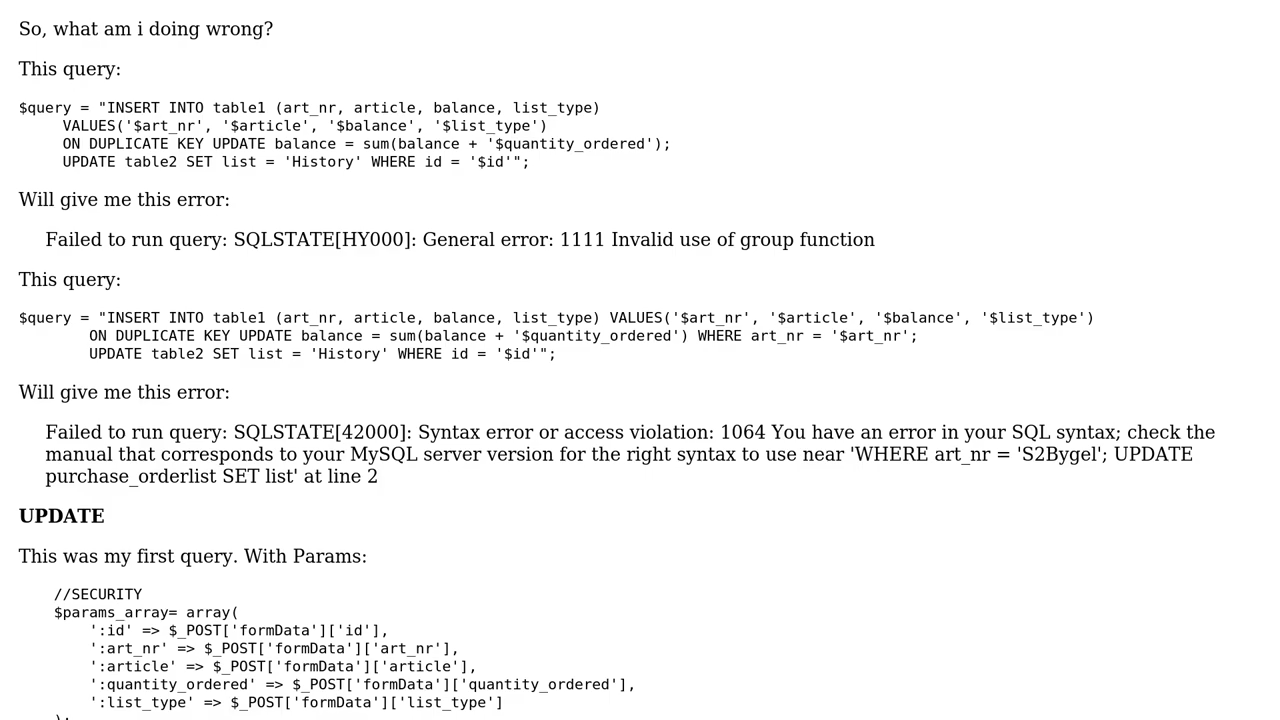 So, what am i doing wrong?
This query:
$query = "INSERT INTO table1 (art_nr, article, balance, list_type)
VALUES('$art_nr', '$article', '$balance', '$list_type')
ON DUPLICATE KEY UPDATE balance = sum(balance + '$quantity_ordered');
UPDATE table2 SET list = 'History' WHERE id = '$id'";
Will give me this error:
Failed to run query: SQLSTATE[HY000]: General error: 1111 Invalid use of group function
This query:
$query = "INSERT INTO table1 (art_nr, article, balance, list_type) VALUES('$art_nr', '$article', '$balance', '$list_type')
ON DUPLICATE KEY UPDATE balance = sum(balance + '$quantity_ordered') WHERE art_nr = '$art_nr';
UPDATE table2 SET list = 'History' WHERE id = '$id'";
Will give me this error:
Failed to run query: SQLSTATE[42000]: Syntax error or access violation: 1064 You have an error in your SQL syntax; check the
manual that corresponds to your MySQL server version for the right syntax to use near 'WHERE art_nr = 'S2Bygel'; UPDATE
purchase_orderlist SET list' at line 2
UPDATE
This was my first query. With Params:
//SECURITY
$params_array= array(
':id' => $_POST['formData']['id'],
':art_nr' => $_POST['formData']['art_nr'],
':article' => $_POST['formData']['article'],
':quantity_ordered' => $_POST['formData']['quantity_ordered'],
':list_type' => $_POST['formData']['list_type']
);